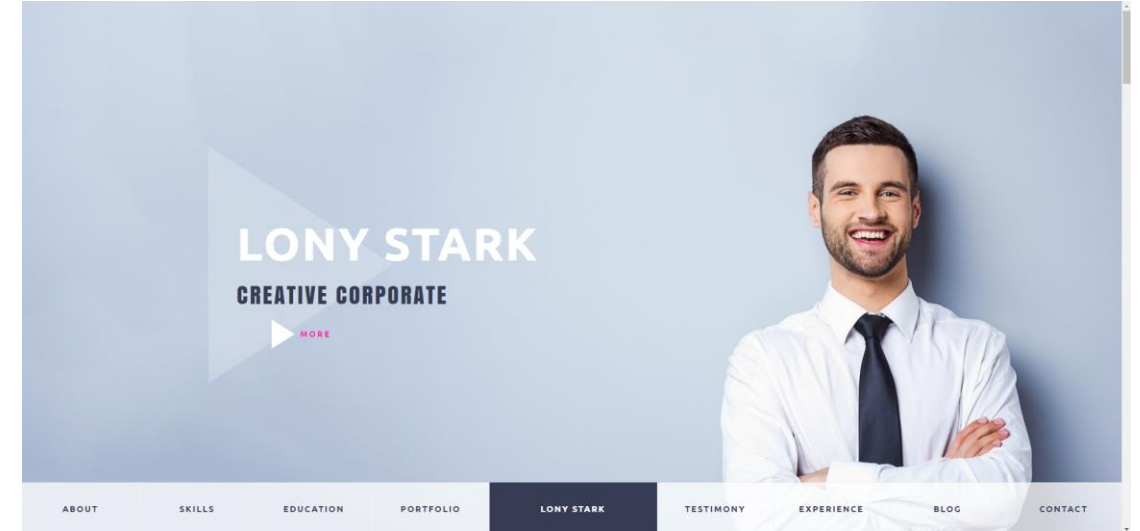 LONY STARK
CREATIVE CORPORATE
MORE
ABOUT SKILLS EDUCATION PORTFOLIO LONY STARK TESTIMONY EXPERIENCE BLOG CONTACT